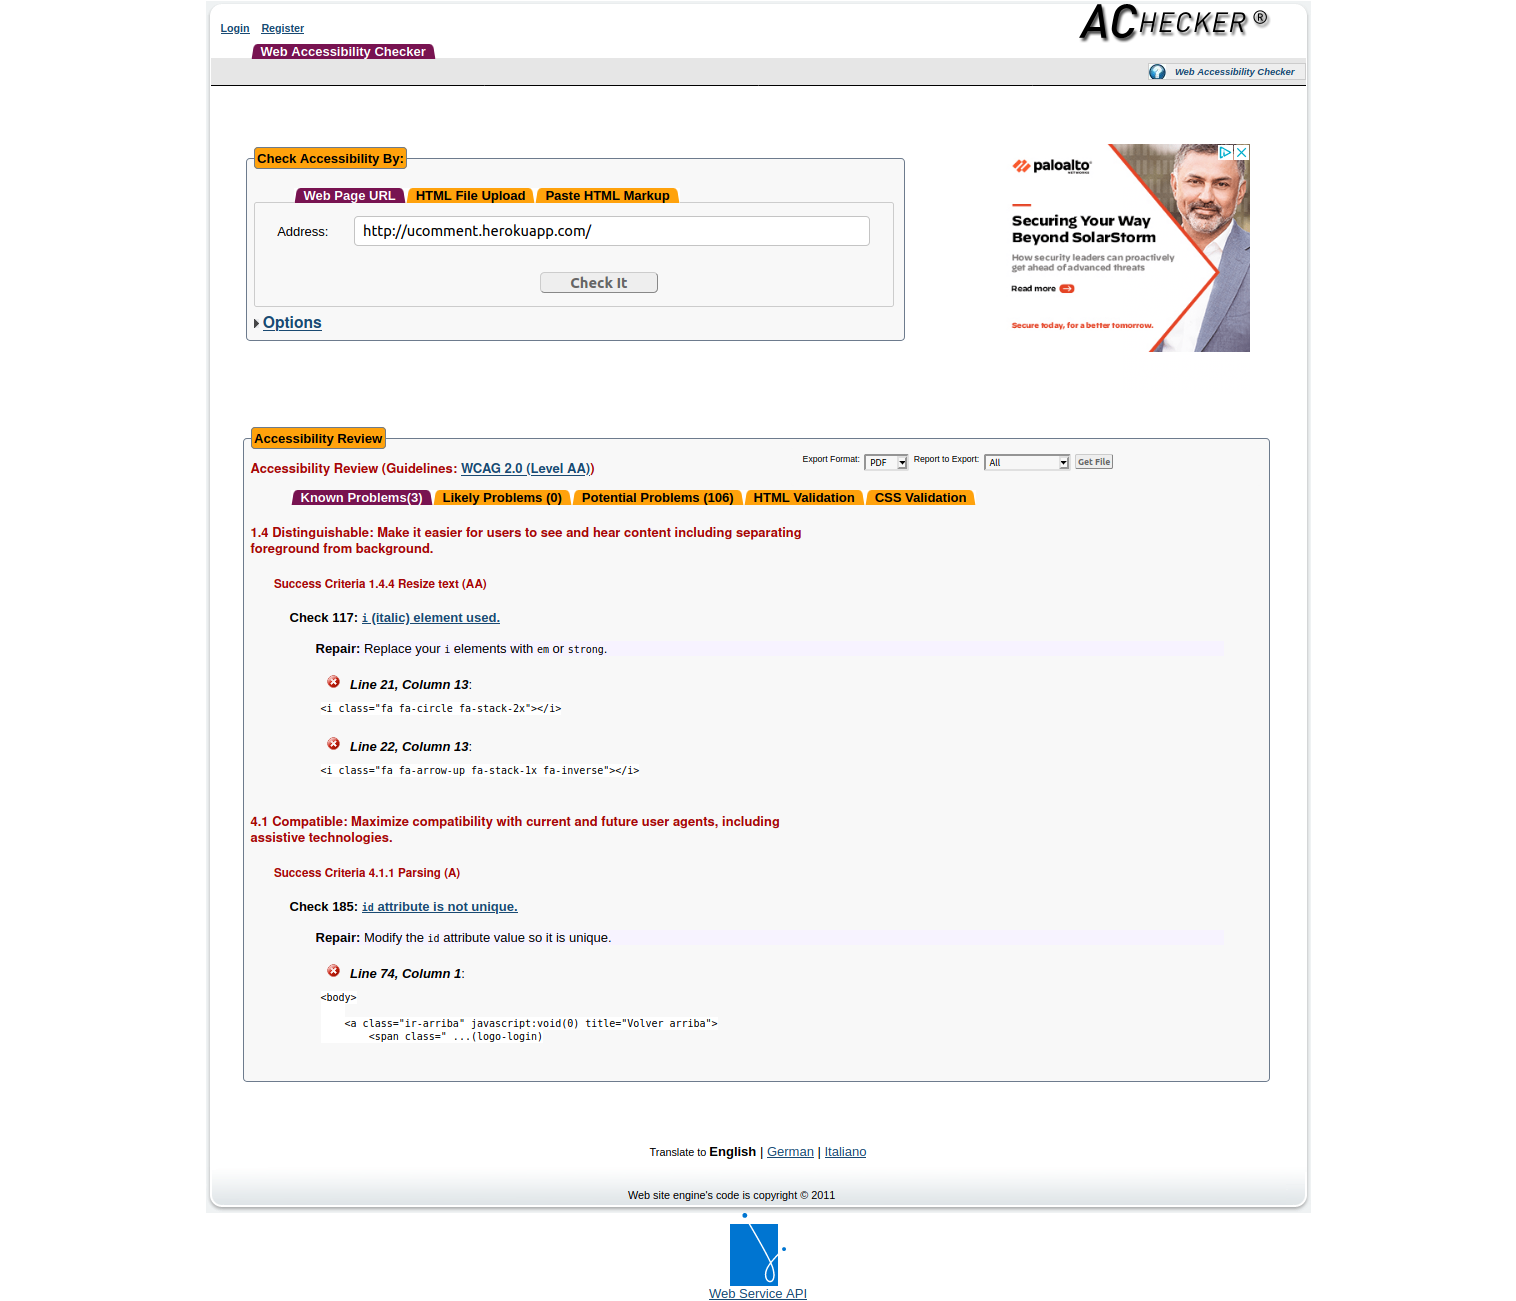 Login Register
ACHECKER ®
Web Accessibility Checker
Web Accessibility Checker
Check Accessibility By:
Web Page URL HTML File Upload Paste HTML Markup
Address: http://ucomment.herokuapp.com/
Check It
Options
paloalto
NETWORKS
Securing Your Way
Beyond SolarStorm
How security leaders can proactively
get ahead of advanced threats
Read more
Secure today, for a better tomorrow.
Accessibility Review
Accessibility Review (Guidelines: WCAG 2.0 (Level AA))
Export Format: PDF Report to Export: All Get File
Known Problems(3) Likely Problems (0) Potential Problems (106) HTML Validation CSS Validation
1.4 Distinguishable: Make it easier for users to see and hear content including separating
foreground from background.
Success Criteria 1.4.4 Resize text (AA)
Check 117: i (italic) element used.
Repair: Replace your i elements with em or strong.
Line 21, Column 13:
<i class="fa fa-circle fa-stack-2x"></i>
Line 22, Column 13:
<i class="fa fa-arrow-up fa-stack-1x fa-inverse"></i>
4.1 Compatible: Maximize compatibility with current and future user agents, including
assistive technologies.
Success Criteria 4.1.1 Parsing (A)
Check 185: id attribute is not unique.
Repair: Modify the id attribute value so it is unique.
Line 74, Column 1:
<body>
<a class="ir-arriba" javascript:void(0) title="Volver arriba">
<span class=" ...(logo-login)
Translate to English | German | Italiano
Web site engine's code is copyright © 2011
Web Service API